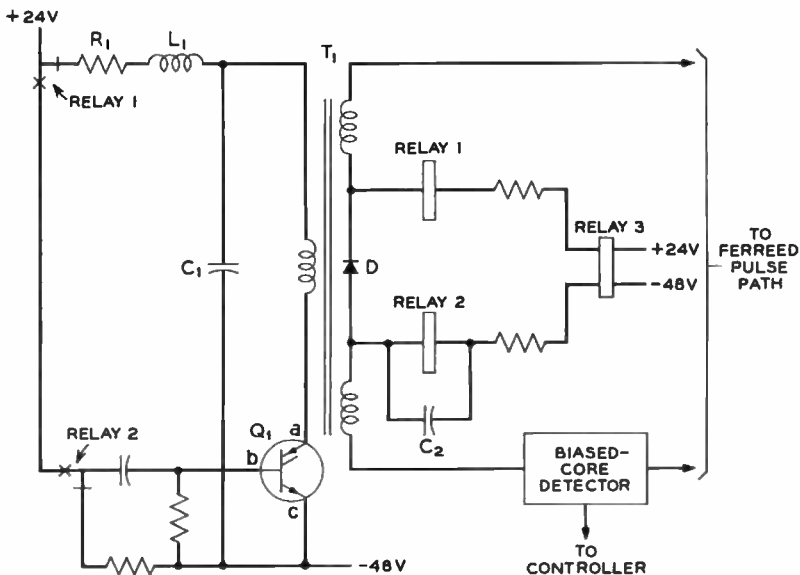 +24V
R₁
L₁
T₁
RELAY 1
RELAY 1
RELAY 3
+24V
-48V
TO
FERREED
PULSE
PATH
C₁
D
RELAY 2
C₂
RELAY 2
Q₁
a
b
c
BIASED-
CORE
DETECTOR
-48V
TO
CONTROLLER